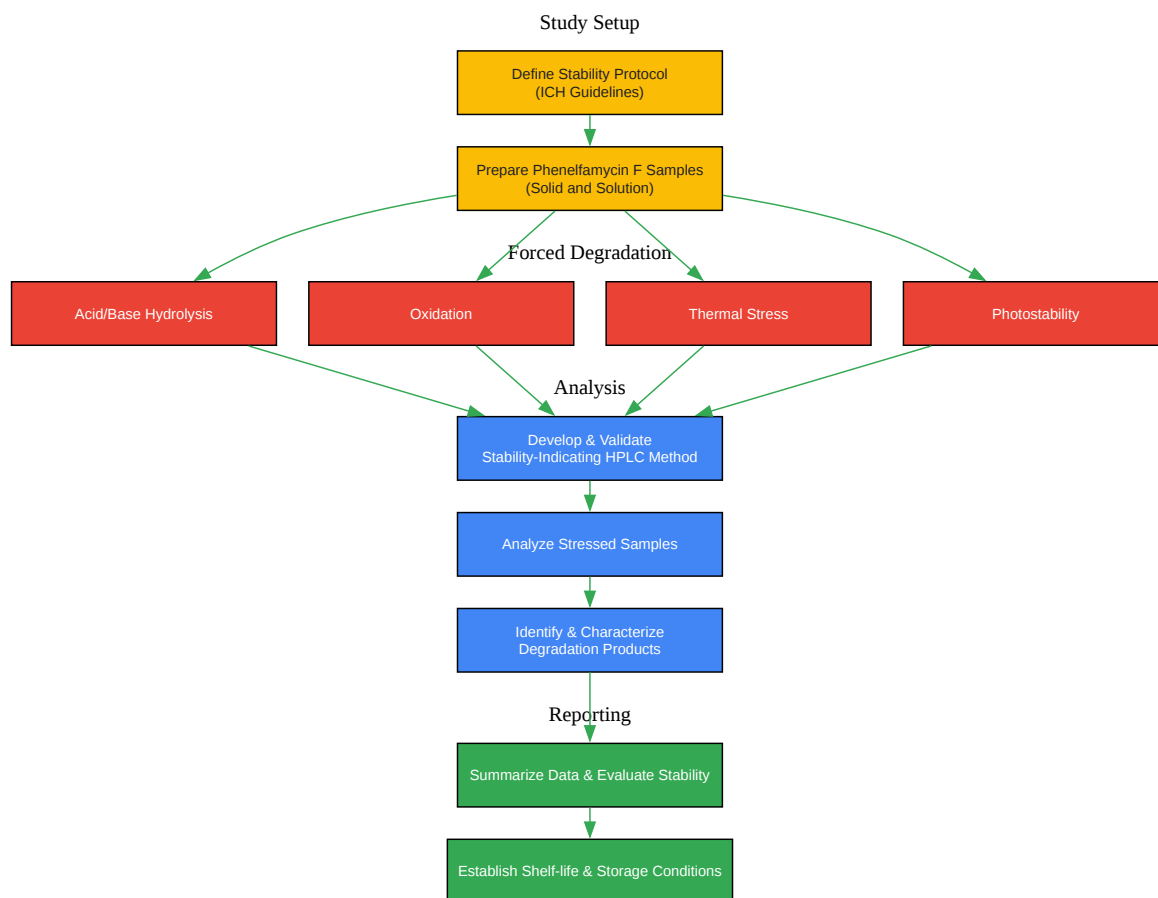 Study Setup
Define Stability Protocol
(ICH Guidelines)
Prepare Phenelfamycin F Samples
(Solid and Solution)
Forced Degradation
Acid/Base Hydrolysis
Oxidation
Thermal Stress
Photostability
Analysis
Develop & Validate
Stability-Indicating HPLC Method
Analyze Stressed Samples
Identify & Characterize
Degradation Products
Reporting
Summarize Data & Evaluate Stability
Establish Shelf-life & Storage Conditions